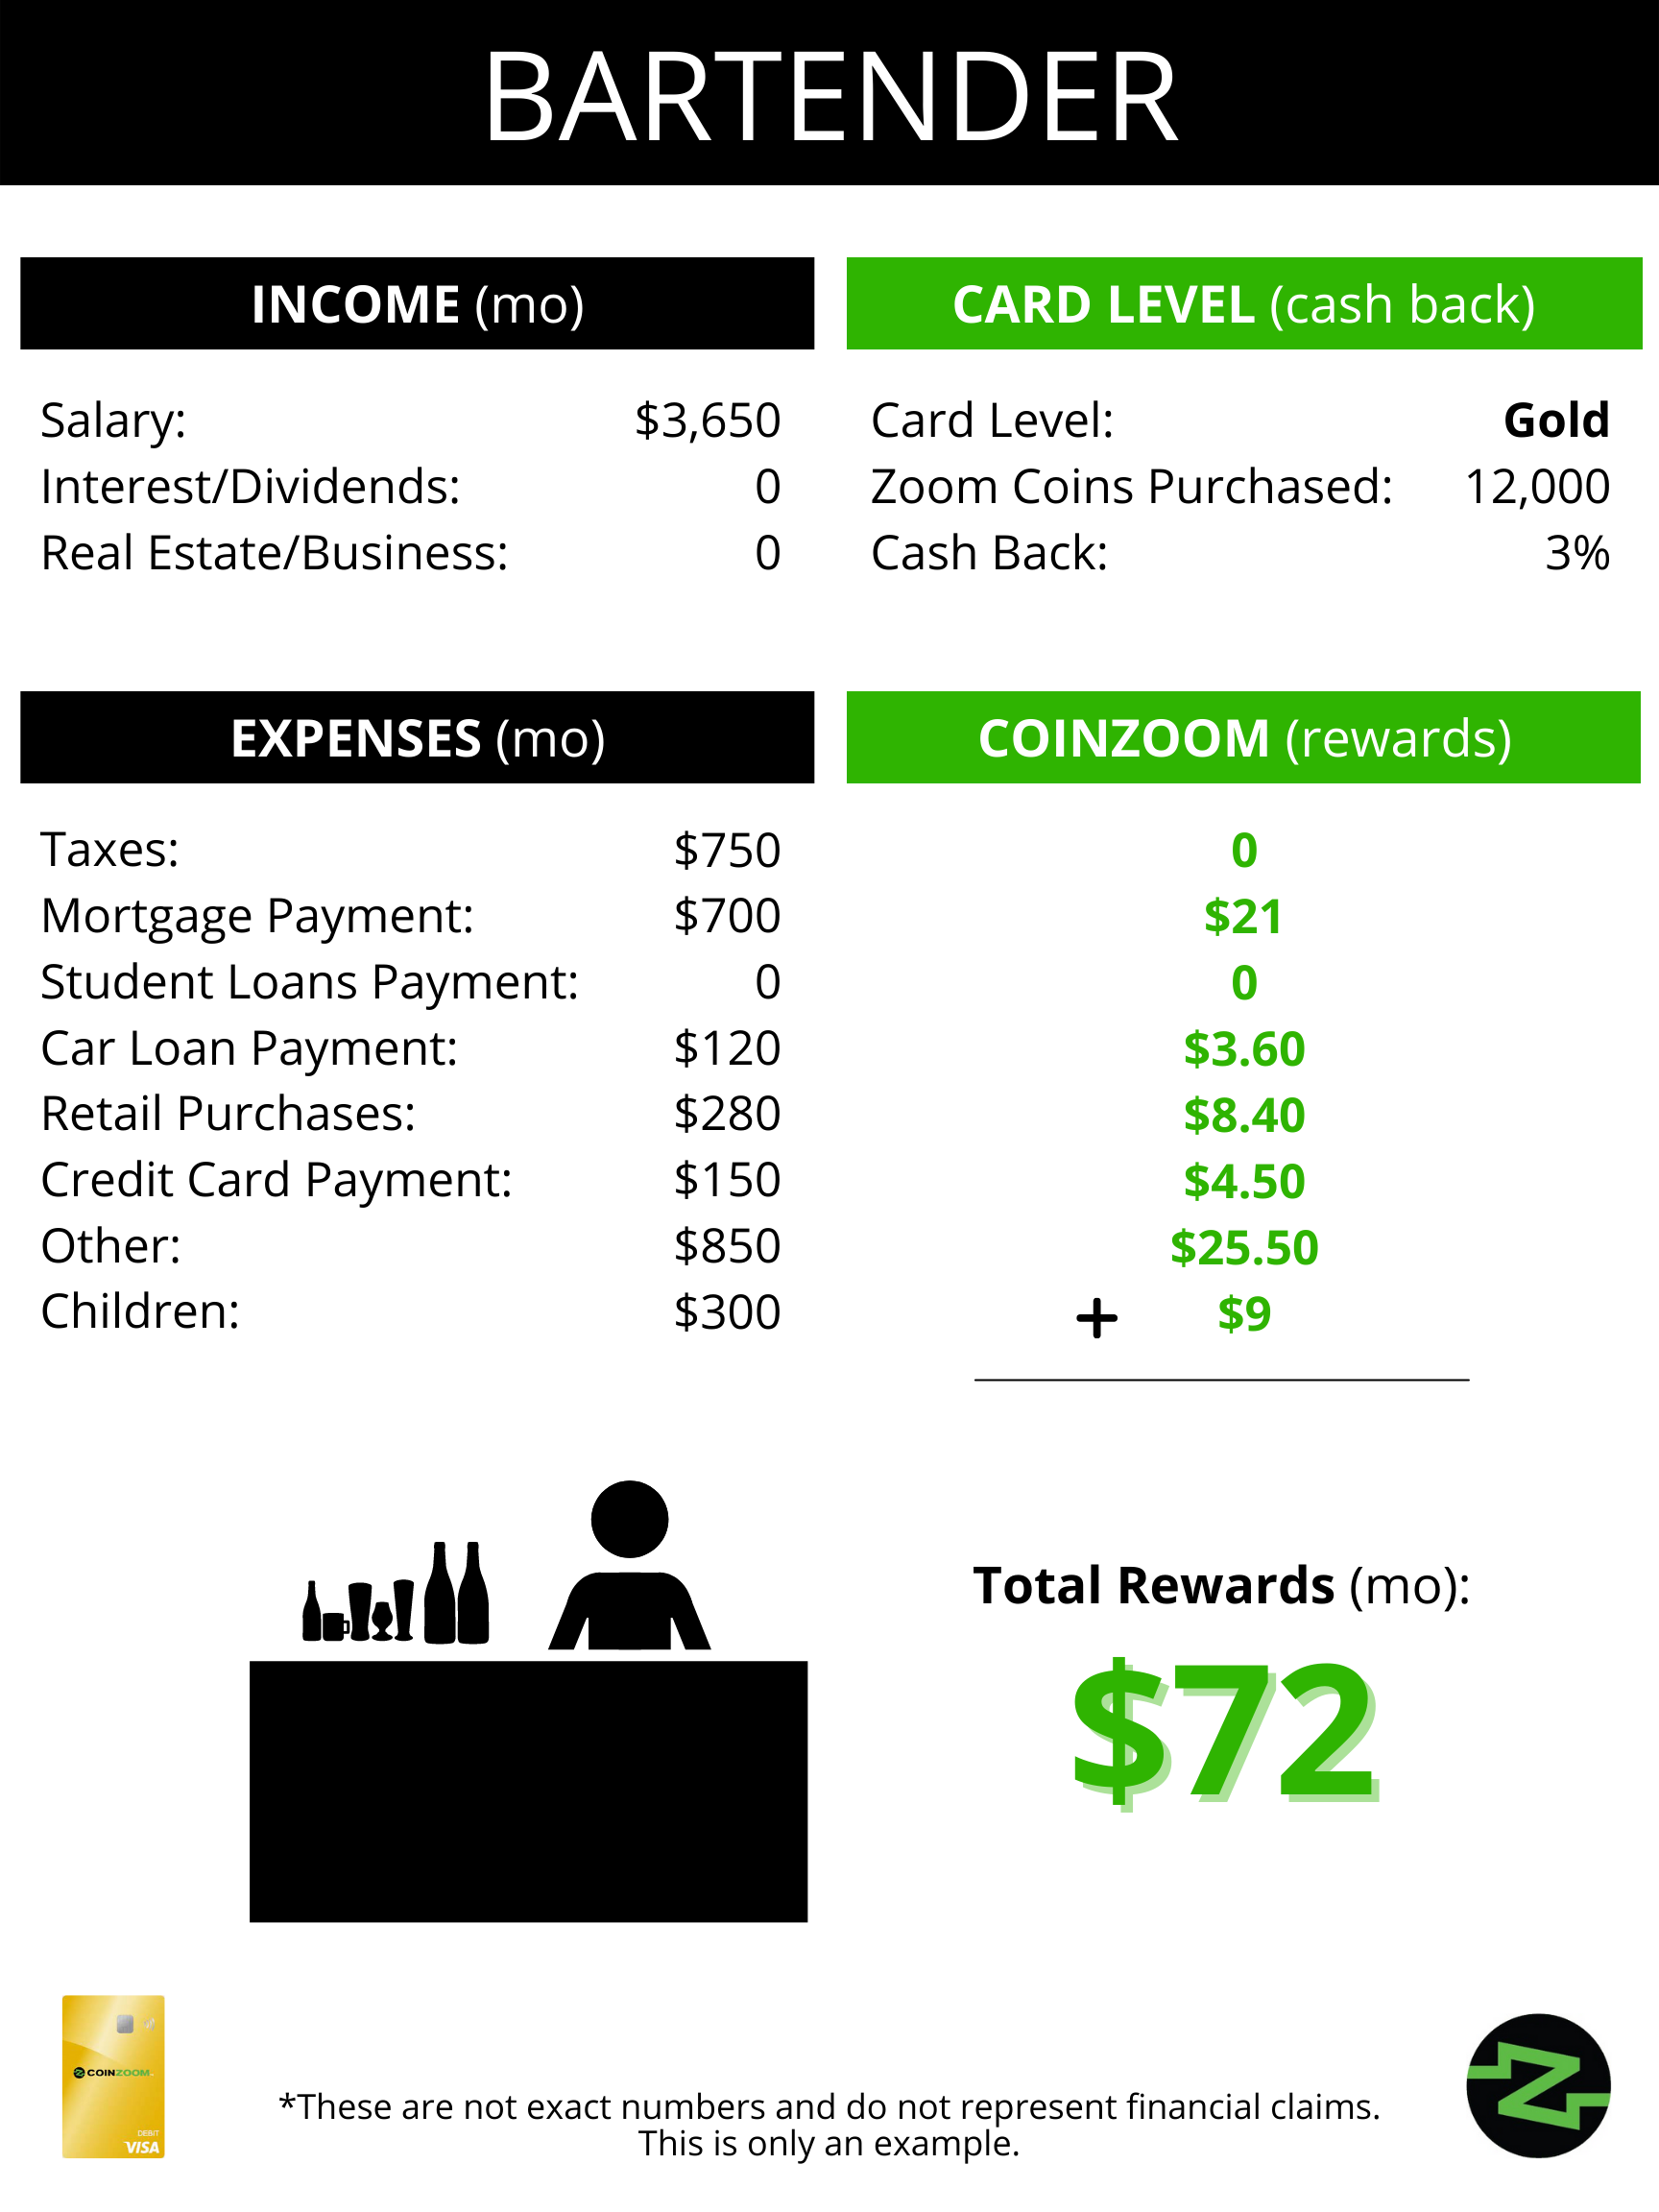 BARTENDER
INCOME (mo)
Salary: $3,650
Interest/Dividends: 0
Real Estate/Business: 0
CARD LEVEL (cash back)
Card Level: Gold
Zoom Coins Purchased: 12,000
Cash Back: 3%
EXPENSES (mo)
Taxes: $750
Mortgage Payment: $700
Student Loans Payment: 0
Car Loan Payment: $120
Retail Purchases: $280
Credit Card Payment: $150
Other: $850
Children: $300
COINZOOM (rewards)
0
$21
0
$3.60
$8.40
$4.50
$25.50
+ $9
Total Rewards (mo):
$72
COINZOOM
DEBIT
VISA
*These are not exact numbers and do not represent financial claims.
This is only an example.